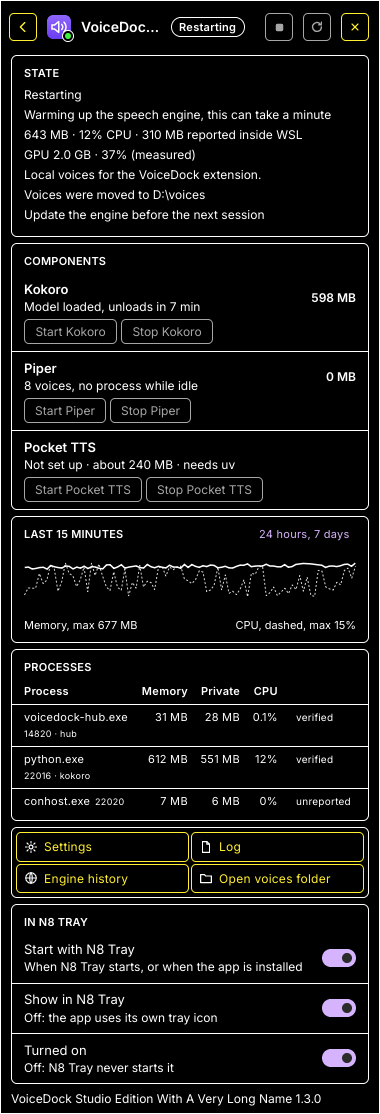 VoiceDoc... Restarting
STATE
Restarting
Warming up the speech engine, this can take a minute
643 MB · 12% CPU · 310 MB reported inside WSL
GPU 2.0 GB · 37% (measured)
Local voices for the VoiceDock extension.
Voices were moved to D:\voices
Update the engine before the next session
COMPONENTS
Kokoro
Model loaded, unloads in 7 min
598 MB
Start Kokoro Stop Kokoro
Piper
8 voices, no process while idle
0 MB
Start Piper Stop Piper
Pocket TTS
Not set up · about 240 MB · needs uv
Start Pocket TTS Stop Pocket TTS
LAST 15 MINUTES 24 hours, 7 days
Memory, max 677 MB CPU, dashed, max 15%
PROCESSES
Process Memory Private CPU
voicedock-hub.exe 31 MB 28 MB 0.1% verified
14820 · hub
python.exe 612 MB 551 MB 12% verified
22016 · kokoro
conhost.exe 22020 7 MB 6 MB 0% unreported
Settings Log
Engine history Open voices folder
IN N8 TRAY
Start with N8 Tray
When N8 Tray starts, or when the app is installed
Show in N8 Tray
Off: the app uses its own tray icon
Turned on
Off: N8 Tray never starts it
VoiceDock Studio Edition With A Very Long Name 1.3.0